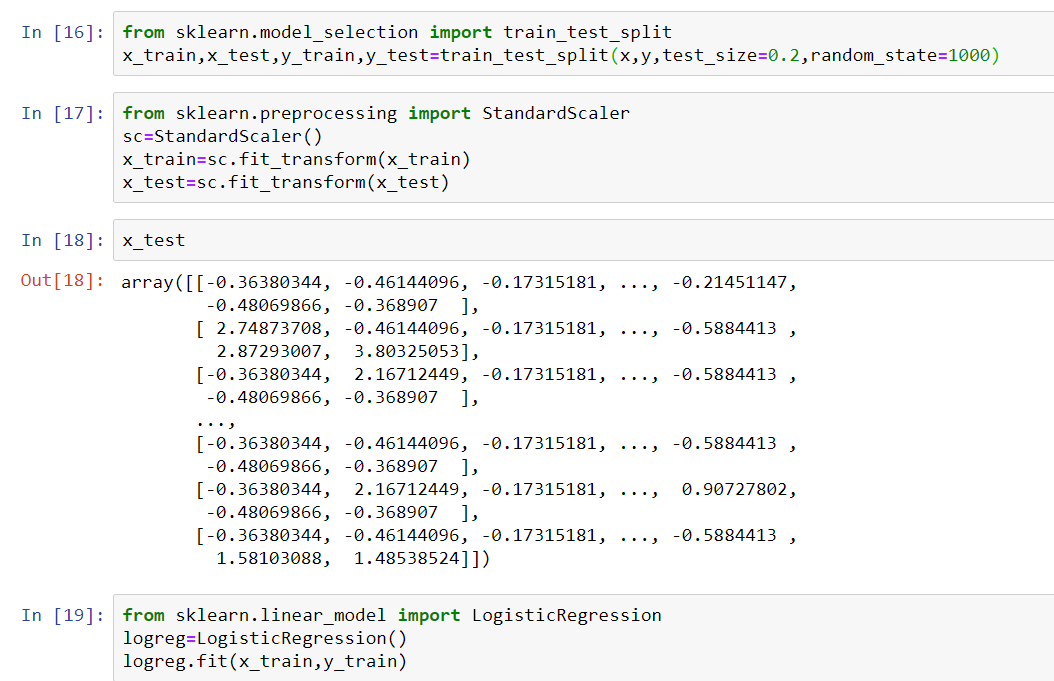 In [16]: from sklearn.model_selection import train_test_split
x_train,x_test,y_train,y_test=train_test_split(x,y,test_size=0.2,random_state=1000)
In [17]: from sklearn.preprocessing import StandardScaler
sc=StandardScaler()
x_train=sc.fit_transform(x_train)
x_test=sc.fit_transform(x_test)
In [18]: x_test
Out[18]: array([[-0.36380344, -0.46144096, -0.17315181, ..., -0.21451147,
-0.48069866, -0.368907  ],
[ 2.74873708, -0.46144096, -0.17315181, ..., -0.5884413 ,
2.87293007,  3.80325053],
[-0.36380344,  2.16712449, -0.17315181, ..., -0.5884413 ,
-0.48069866, -0.368907  ],
...,
[-0.36380344, -0.46144096, -0.17315181, ..., -0.5884413 ,
-0.48069866, -0.368907  ],
[-0.36380344,  2.16712449, -0.17315181, ...,  0.90727802,
-0.48069866, -0.368907  ],
[-0.36380344, -0.46144096, -0.17315181, ..., -0.5884413 ,
1.58103088,  1.48538524]])
In [19]: from sklearn.linear_model import LogisticRegression
logreg=LogisticRegression()
logreg.fit(x_train,y_train)